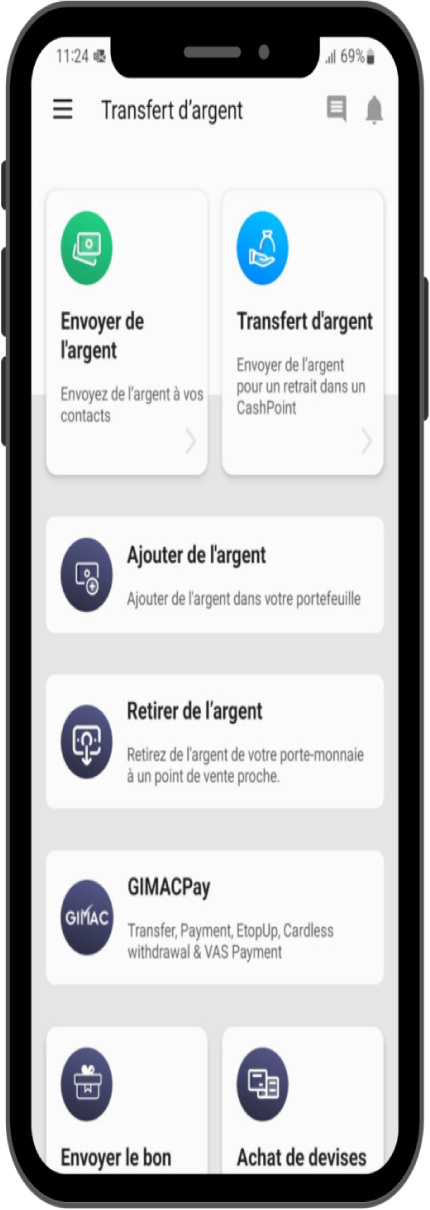 11:24
69%
Transfert d’argent
Envoyer de
l'argent
Envoyez de l’argent à vos
contacts
Transfert d'argent
Envoyer de l’argent
pour un retrait dans un
CashPoint
Ajouter de l'argent
Ajouter de l'argent dans votre portefeuille
Retirer de l’argent
Retirez de l’argent de votre porte-monnaie
à un point de vente proche.
GIMAC
GIMACPay
Transfer, Payment, EtopUp, Cardless
withdrawal & VAS Payment
Envoyer le bon
Achat de devises